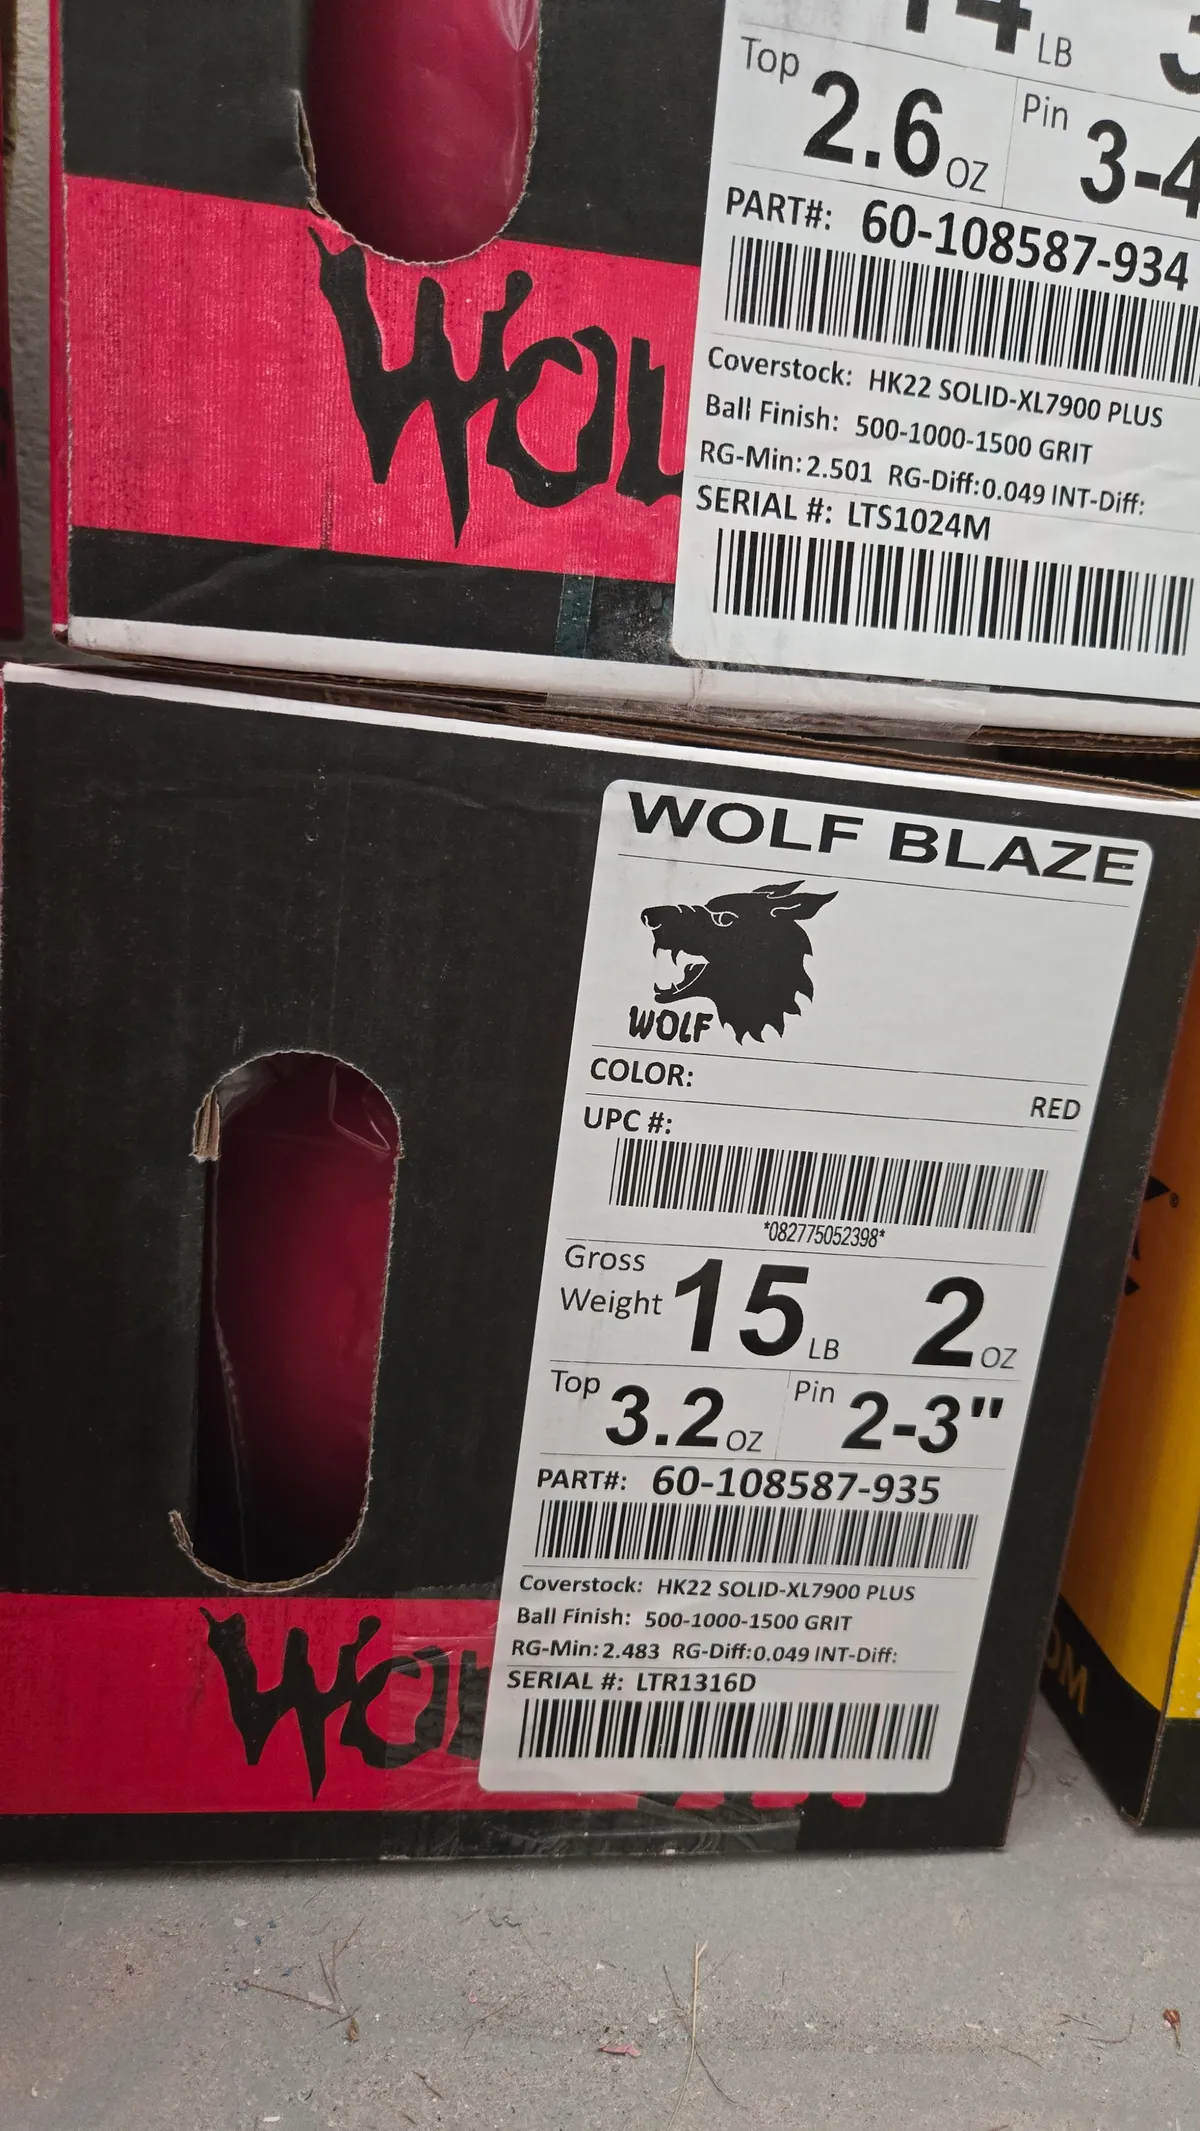 14 LB
Top 2.6 OZ Pin 3-4
PART#: 60-108587-934
Coverstock: HK22 SOLID-XL7900 PLUS
Ball Finish: 500-1000-1500 GRIT
RG-Min: 2.501 RG-Diff:0.049 INT-Diff:
SERIAL #: LTS1024M
WOL
WOLF BLAZE
WOLF
COLOR: RED
UPC #:
*082775052398*
Gross Weight 15 LB 2 OZ
Top 3.2 OZ Pin 2-3"
PART#: 60-108587-935
Coverstock: HK22 SOLID-XL7900 PLUS
Ball Finish: 500-1000-1500 GRIT
RG-Min: 2.483 RG-Diff:0.049 INT-Diff:
SERIAL #: LTR1316D
WOL
OM